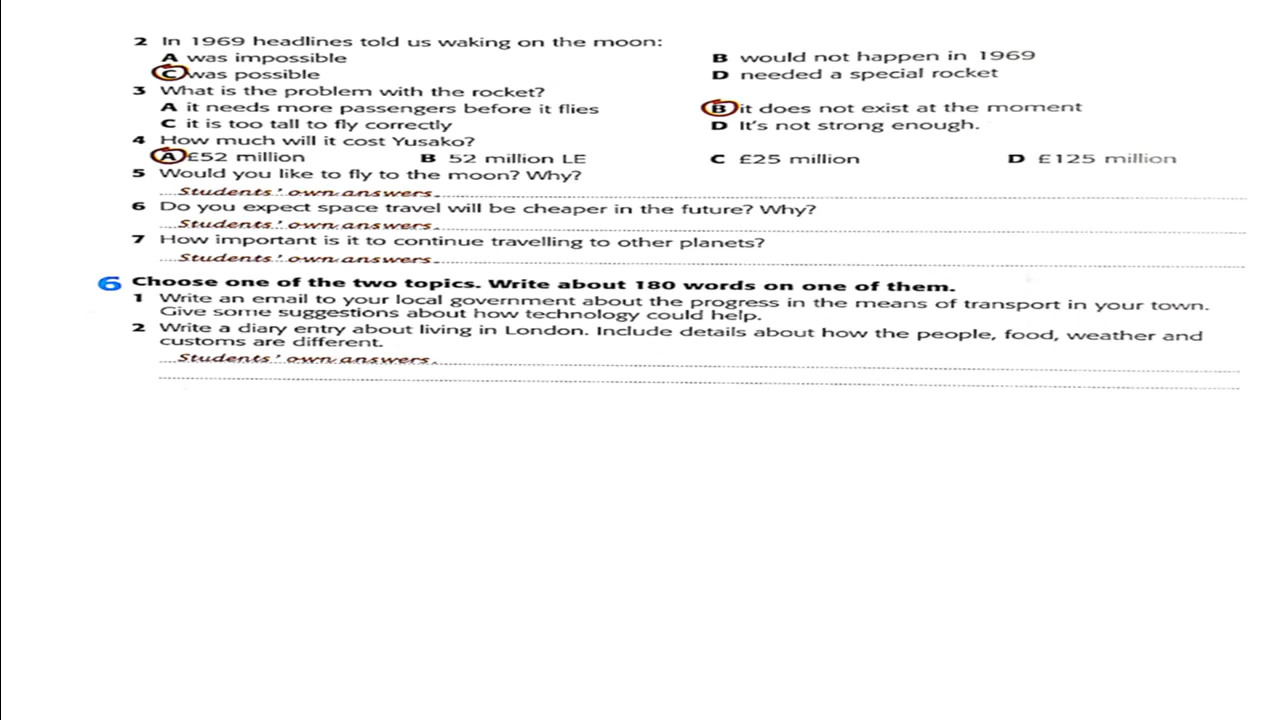 2 In 1969 headlines told us waking on the moon:
A was impossible B would not happen in 1969
C was possible D needed a special rocket
3 What is the problem with the rocket?
A it needs more passengers before it flies B it does not exist at the moment
C it is too tall to fly correctly D It's not strong enough.
4 How much will it cost Yusako?
A £52 million B 52 million LE C £25 million D £125 million
5 Would you like to fly to the moon? Why?
Students' own answers.
6 Do you expect space travel will be cheaper in the future? Why?
Students' own answers.
7 How important is it to continue travelling to other planets?
Students' own answers.
6 Choose one of the two topics. Write about 180 words on one of them.
1 Write an email to your local government about the progress in the means of transport in your town.
Give some suggestions about how technology could help.
2 Write a diary entry about living in London. Include details about how the people, food, weather and
customs are different.
Students' own answers.